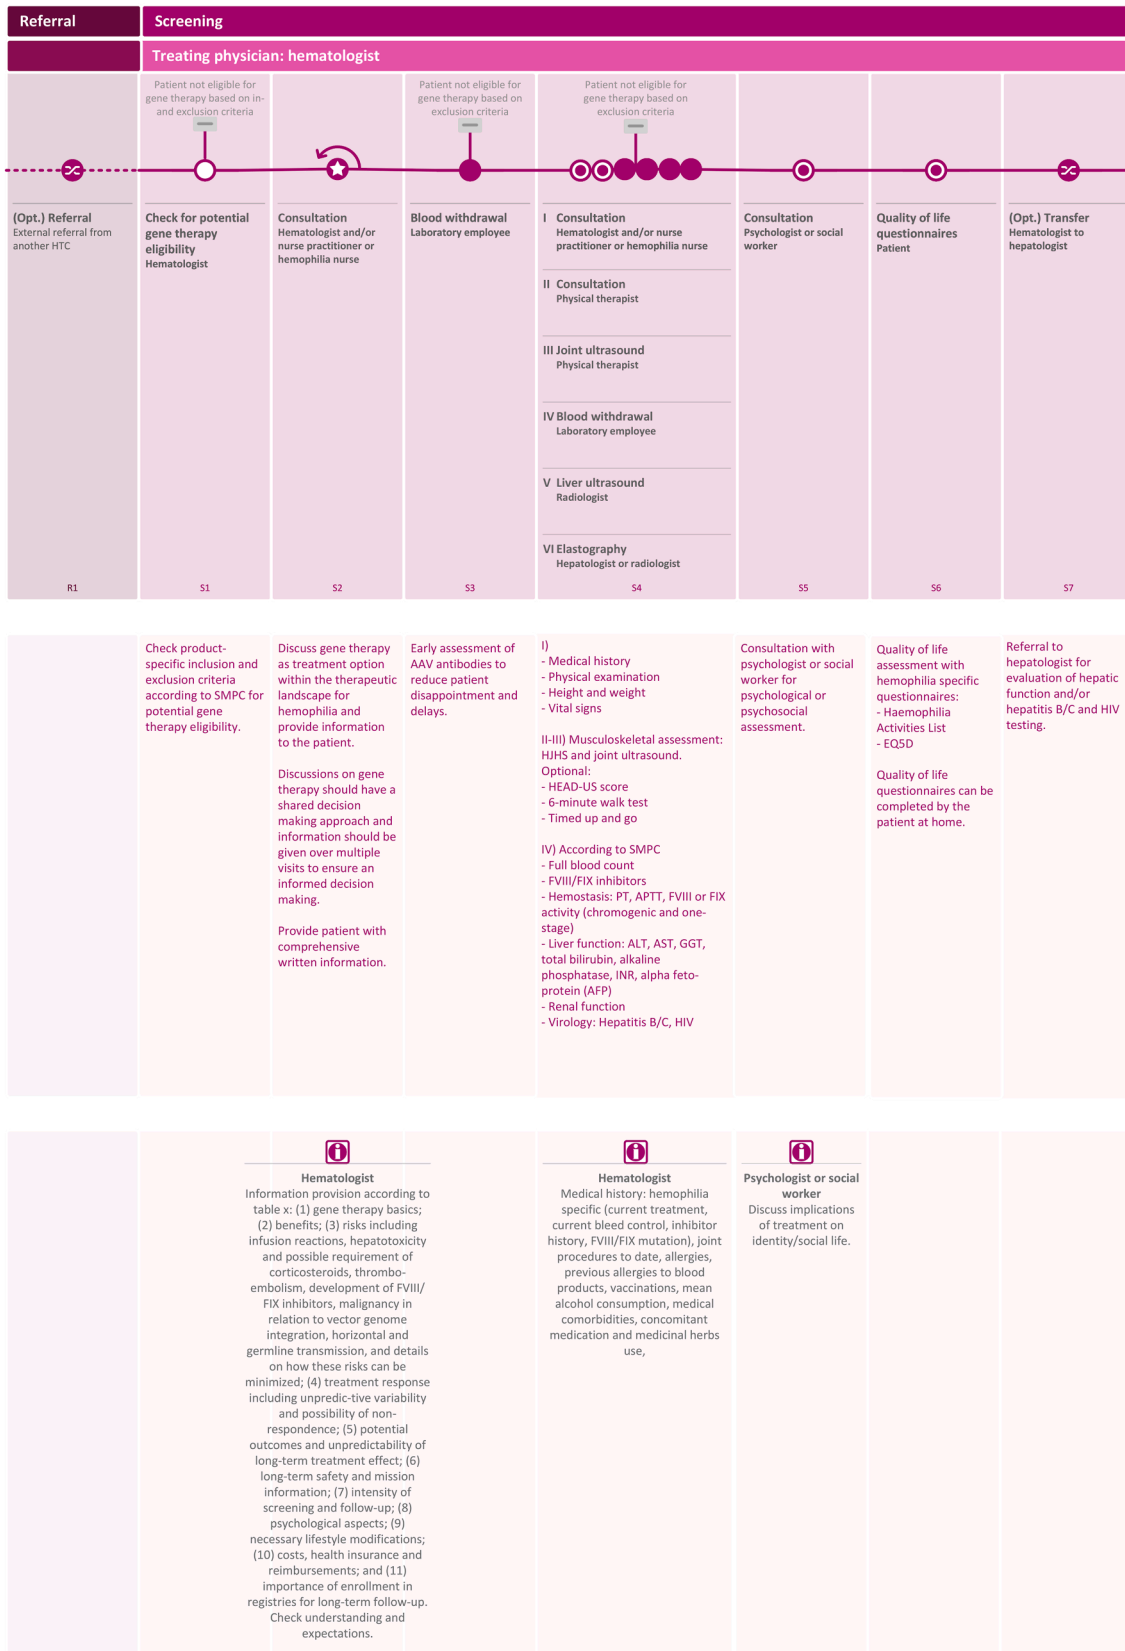 Referral
Screening
Treating physician: hematologist
Patient not eligible for
gene therapy based on in-
and exclusion criteria
Patient not eligible for
gene therapy based on
exclusion criteria
Patient not eligible for
gene therapy based on
exclusion criteria
(Opt.) Referral
External referral from
another HTC
Check for potential
gene therapy
eligibility
Hematologist
Consultation
Hematologist and/or
nurse practitioner or
hemophilia nurse
Blood withdrawal
Laboratory employee
I Consultation
Hematologist and/or nurse
practitioner or hemophilia nurse
II Consultation
Physical therapist
III Joint ultrasound
Physical therapist
IV Blood withdrawal
Laboratory employee
V Liver ultrasound
Radiologist
VI Elastography
Hepatologist or radiologist
Consultation
Psychologist or social
worker
Quality of life
questionnaires
Patient
(Opt.) Transfer
Hematologist to
hepatologist
R1
S1
S2
S3
S4
S5
S6
S7
Check product-
specific inclusion and
exclusion criteria
according to SMPC for
potential gene
therapy eligibility.
Discuss gene therapy
as treatment option
within the therapeutic
landscape for
hemophilia and
provide information
to the patient.
Discussions on gene
therapy should have a
shared decision
making approach and
information should be
given over multiple
visits to ensure an
informed decision
making.
Provide patient with
comprehensive
written information.
Early assessment of
AAV antibodies to
reduce patient
disappointment and
delays.
I)
- Medical history
- Physical examination
- Height and weight
- Vital signs
II-III) Musculoskeletal assessment:
HJHS and joint ultrasound.
Optional:
- HEAD-US score
- 6-minute walk test
- Timed up and go
IV) According to SMPC
- Full blood count
- FVIII/FIX inhibitors
- Hemostasis: PT, APTT, FVIII or FIX
activity (chromogenic and one-
stage)
- Liver function: ALT, AST, GGT,
total bilirubin, alkaline
phosphatase, INR, alpha feto-
protein (AFP)
- Renal function
- Virology: Hepatitis B/C, HIV
Consultation with
psychologist or social
worker for
psychological or
psychosocial
assessment.
Quality of life
assessment with
hemophilia specific
questionnaires:
- Haemophilia
Activities List
- EQ5D
Quality of life
questionnaires can be
completed by the
patient at home.
Referral to
hepatologist for
evaluation of hepatic
function and/or
hepatitis B/C and HIV
testing.
Hematologist
Information provision according to
table x: (1) gene therapy basics;
(2) benefits; (3) risks including
infusion reactions, hepatotoxicity
and possible requirement of
corticosteroids, thrombo-
embolism, development of FVIII/
FIX inhibitors, malignancy in
relation to vector genome
integration, horizontal and
germline transmission, and details
on how these risks can be
minimized; (4) treatment response
including unpredic-tive variability
and possibility of non-
respondence; (5) potential
outcomes and unpredictability of
long-term treatment effect; (6)
long-term safety and mission
information; (7) intensity of
screening and follow-up; (8)
psychological aspects; (9)
necessary lifestyle modifications;
(10) costs, health insurance and
reimbursements; and (11)
importance of enrollment in
registries for long-term follow-up.
Check understanding and
expectations.
Hematologist
Medical history: hemophilia
specific (current treatment,
current bleed control, inhibitor
history, FVIII/FIX mutation), joint
procedures to date, allergies,
previous allergies to blood
products, vaccinations, mean
alcohol consumption, medical
comorbidities, concomitant
medication and medicinal herbs
use,
Psychologist or social
worker
Discuss implications
of treatment on
identity/social life.